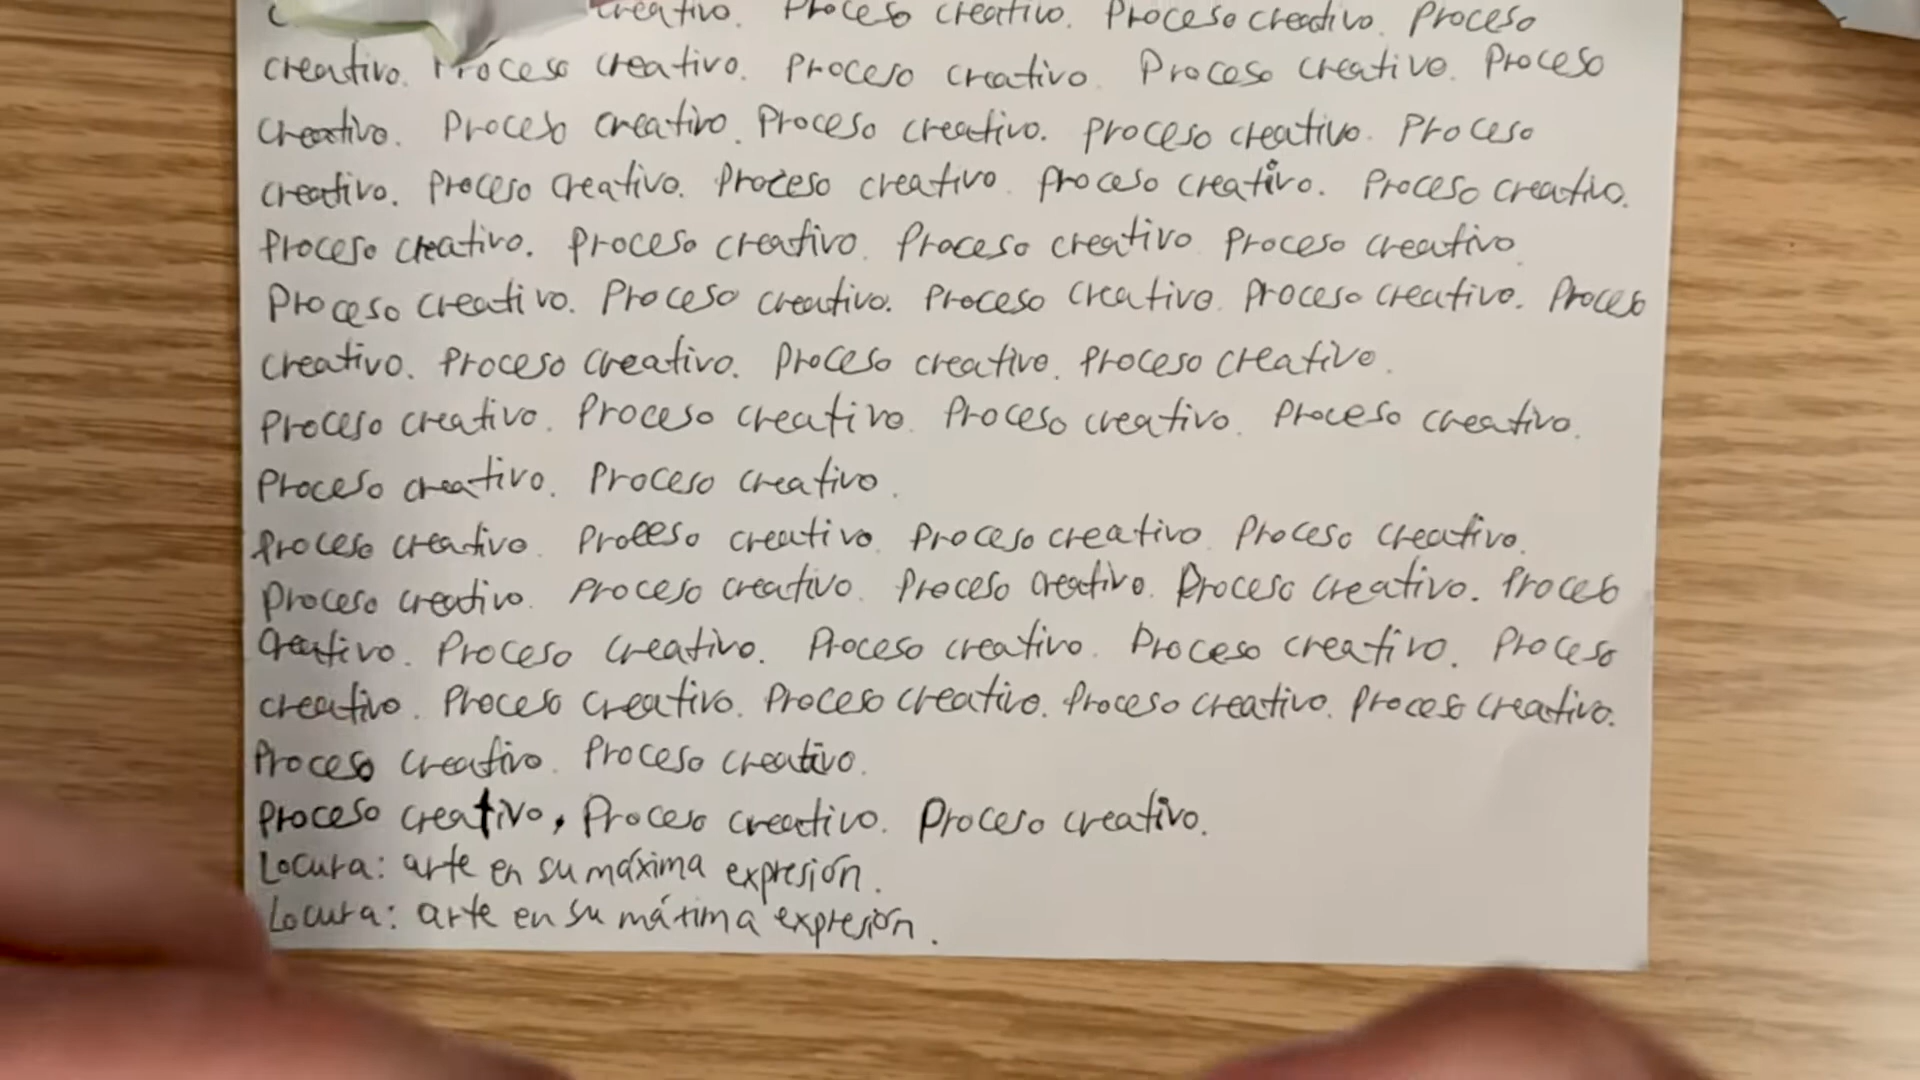 creativo. Proceso creativo. Proceso creativo. Proceso
creativo. Proceso creativo. Proceso creativo. Proceso creativo. Proceso
creativo. Proceso creativo. Proceso creativo. proceso creativo. Proceso
creativo. Proceso creativo. Proceso creativo. proceso creativo. Proceso creativo.
Proceso creativo. proceso creativo. Proceso creativo. Proceso creativo.
Proceso creativo. Proceso creativo. Proceso creativo. Proceso creativo. Proceso
creativo. Proceso creativo. Proceso creativo. proceso creativo.
Proceso creativo. Proceso creativo. Proceso creativo. Proceso creativo.
Proceso creativo. Proceso creativo.
Proceso creativo. Proceso creativo. Proceso creativo. Proceso creativo.
Proceso creativo. Proceso creativo. Proceso creativo. Proceso creativo. Proceso
creativo. Proceso creativo. Proceso creativo. Proceso creativo. Proceso
creativo. Proceso creativo. Proceso creativo. Proceso creativo. Proceso creativo.
Proceso creativo. Proceso creativo.
Proceso creativo. Proceso creativo. Proceso creativo.
Locura: arte en su máxima expresión.
Locura: arte en su máxima expresión.